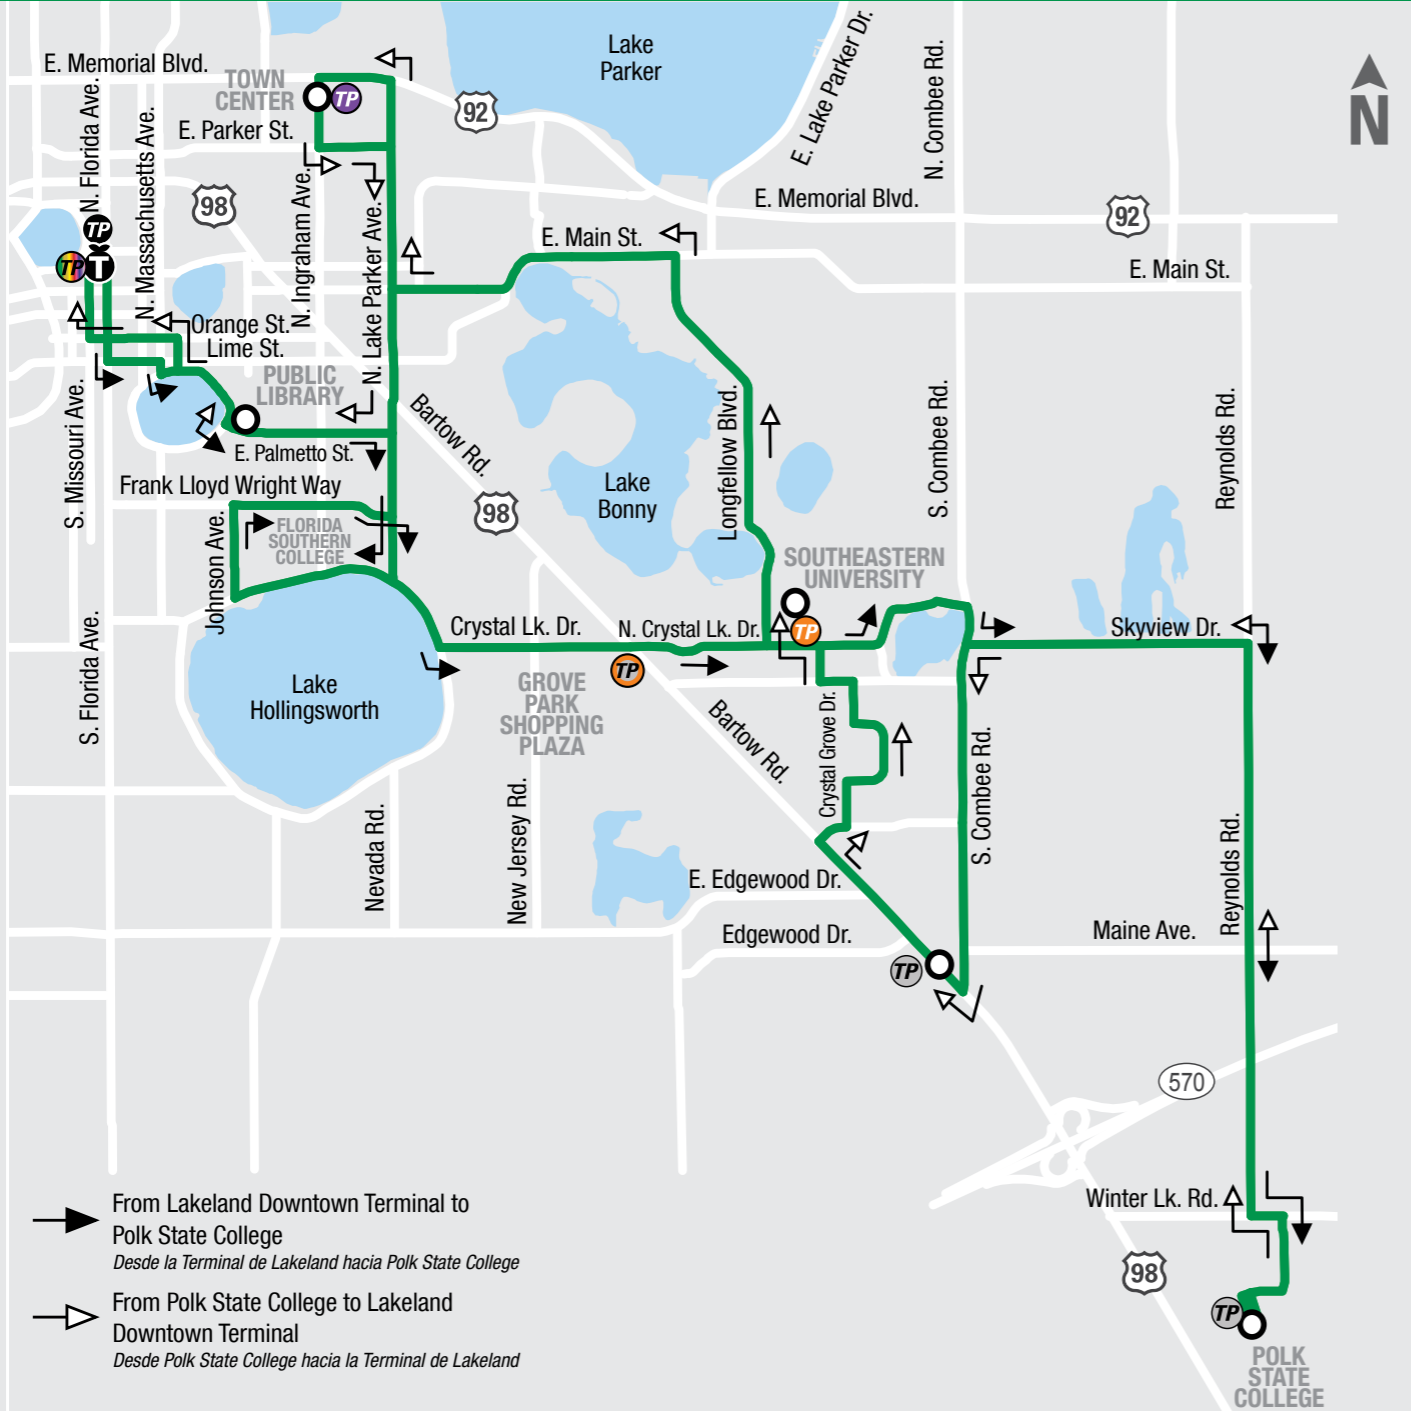 Lake
Parker
E. Lake Parker Dr.
N. Combee Rd.
N
E. Memorial Blvd.
TOWN
CENTER
TP
92
E. Parker St.
N. Florida Ave.
N. Massachusetts Ave.
98
N. Ingraham Ave.
N. Lake Parker Ave.
E. Memorial Blvd.
92
TP
TP
T
E. Main St.
E. Main St.
Orange St.
Lime St.
PUBLIC
LIBRARY
S. Missouri Ave.
Bartow Rd.
Longfellow Blvd.
S. Combee Rd.
Reynolds Rd.
E. Palmetto St.
Frank Lloyd Wright Way
Lake
Bonny
98
Johnson Ave.
FLORIDA
SOUTHERN
COLLEGE
SOUTHEASTERN
UNIVERSITY
TP
Crystal Lk. Dr.
N. Crystal Lk. Dr.
Skyview Dr.
S. Florida Ave.
Lake
Hollingsworth
TP
GROVE
PARK
SHOPPING
PLAZA
Bartow Rd.
Crystal Grove Dr.
S. Combee Rd.
Nevada Rd.
New Jersey Rd.
Reynolds Rd.
E. Edgewood Dr.
Edgewood Dr.
Maine Ave.
TP
570
Winter Lk. Rd.
98
TP
POLK
STATE
COLLEGE
From Lakeland Downtown Terminal to
Polk State College
Desde la Terminal de Lakeland hacia Polk State College
From Polk State College to Lakeland
Downtown Terminal
Desde Polk State College hacia la Terminal de Lakeland